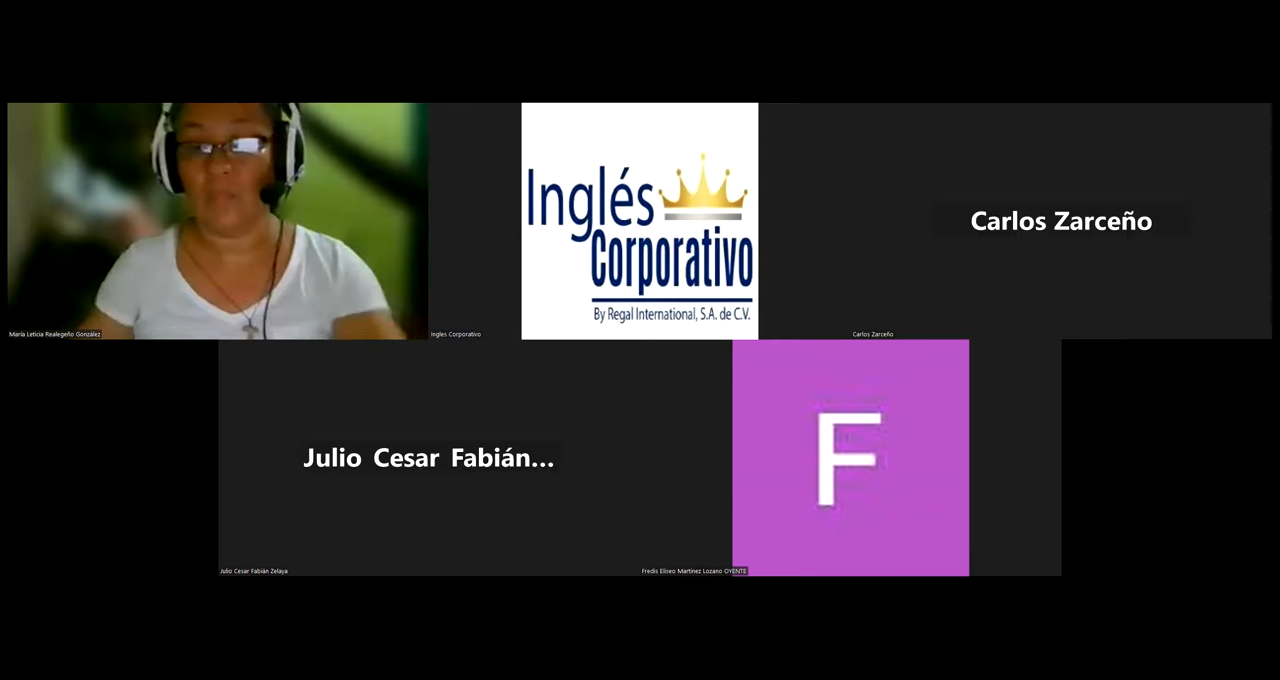 María Leticia Realegeño González
Inglés
Corporativo
By Regal International, S.A. de C.V.
Ingles Corporativo
Carlos Zarceño
Carlos Zarceño
Julio Cesar Fabián...
Julio Cesar Fabián Zelaya
F
Fredis Eliseo Martínez Lozano OYENTE